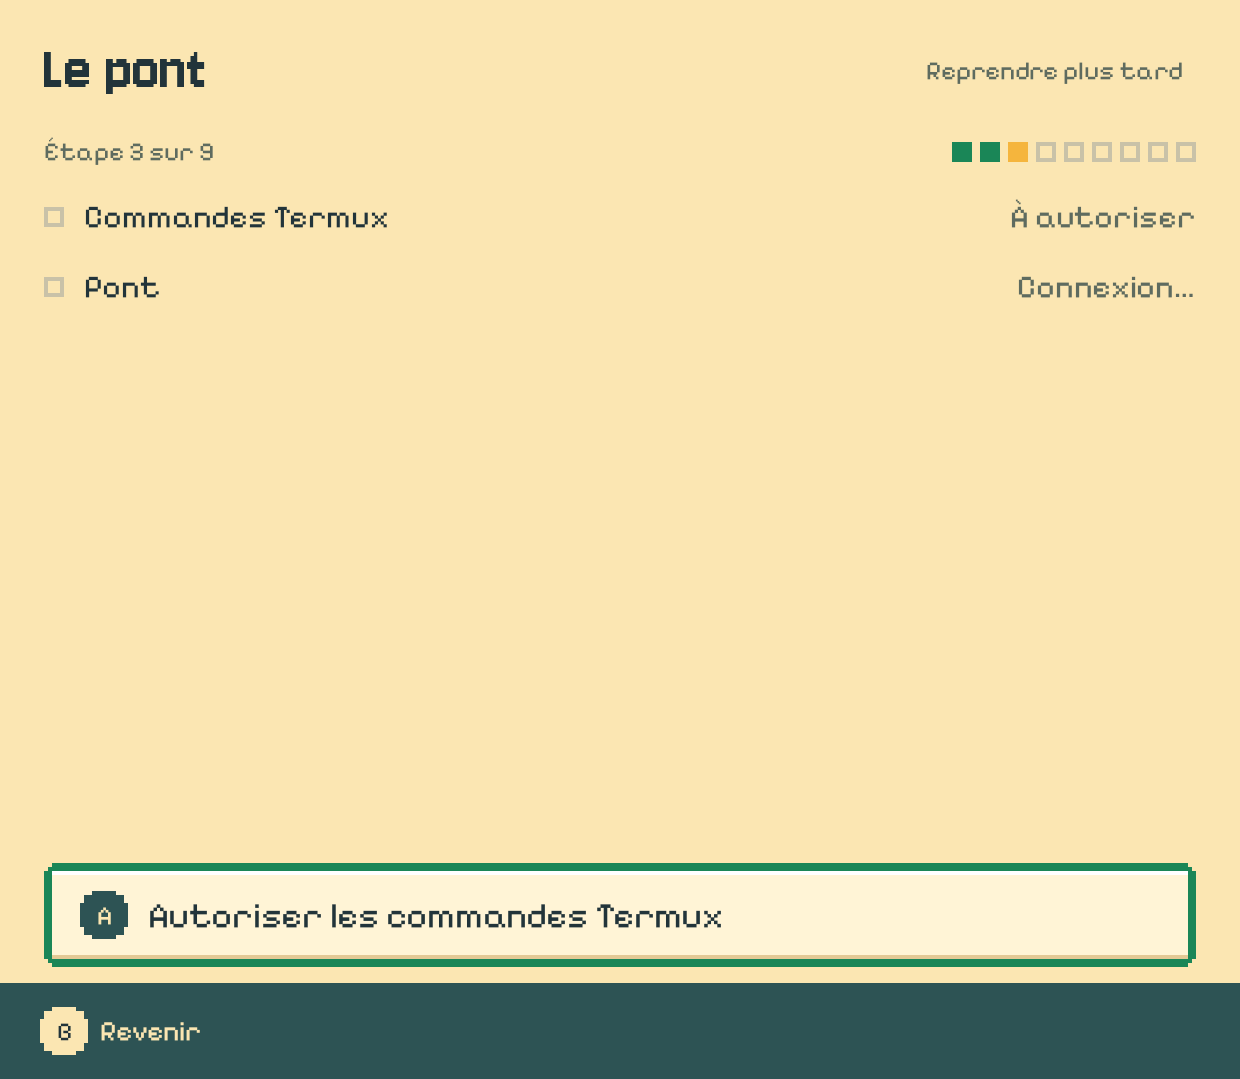 Le pont
Reprendre plus tard
Étape 3 sur 9
Commandes Termux
À autoriser
Pont
Connexion...
A Autoriser les commandes Termux
B Revenir